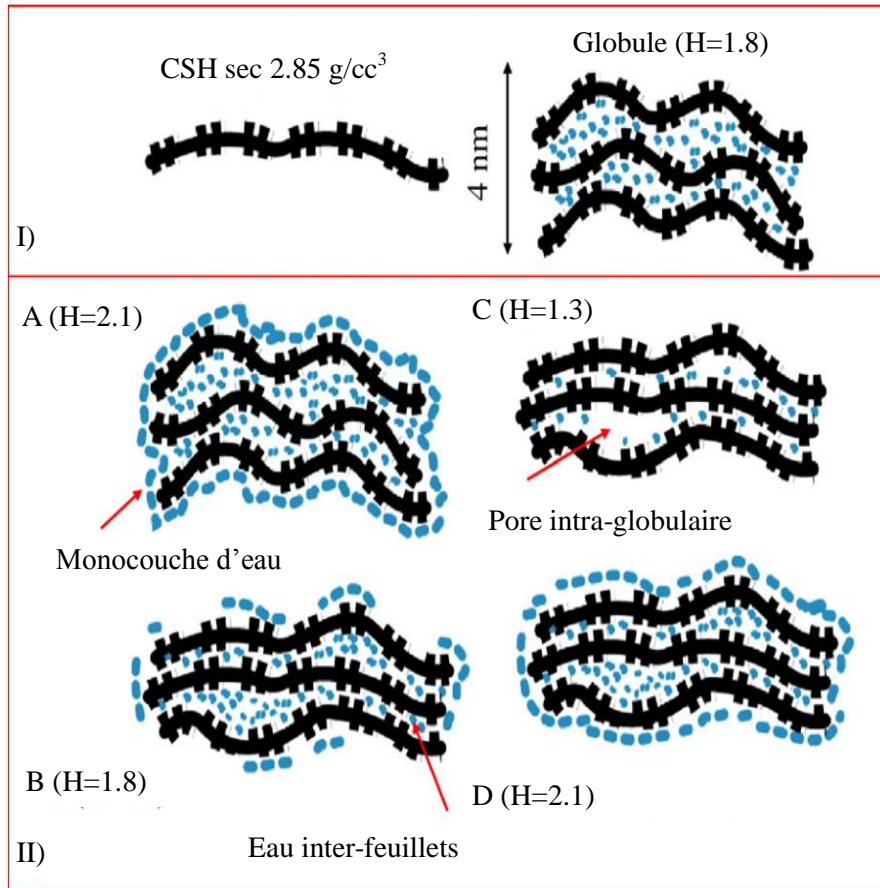 CSH sec 2.85 g/cc³
Globule (H=1.8)
4 nm
I)
A (H=2.1)
C (H=1.3)
Pore intra-globulaire
Monocouche d'eau
B (H=1.8)
D (H=2.1)
Eau inter-feuillets
II)